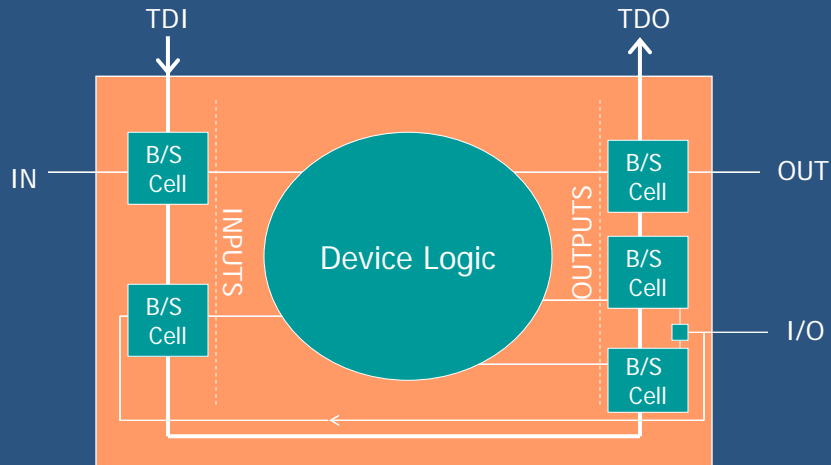 TDI
TDO
IN
B/S
Cell
B/S
Cell
INPUTS
Device Logic
OUTPUTS
B/S
Cell
B/S
Cell
B/S
Cell
OUT
I/O